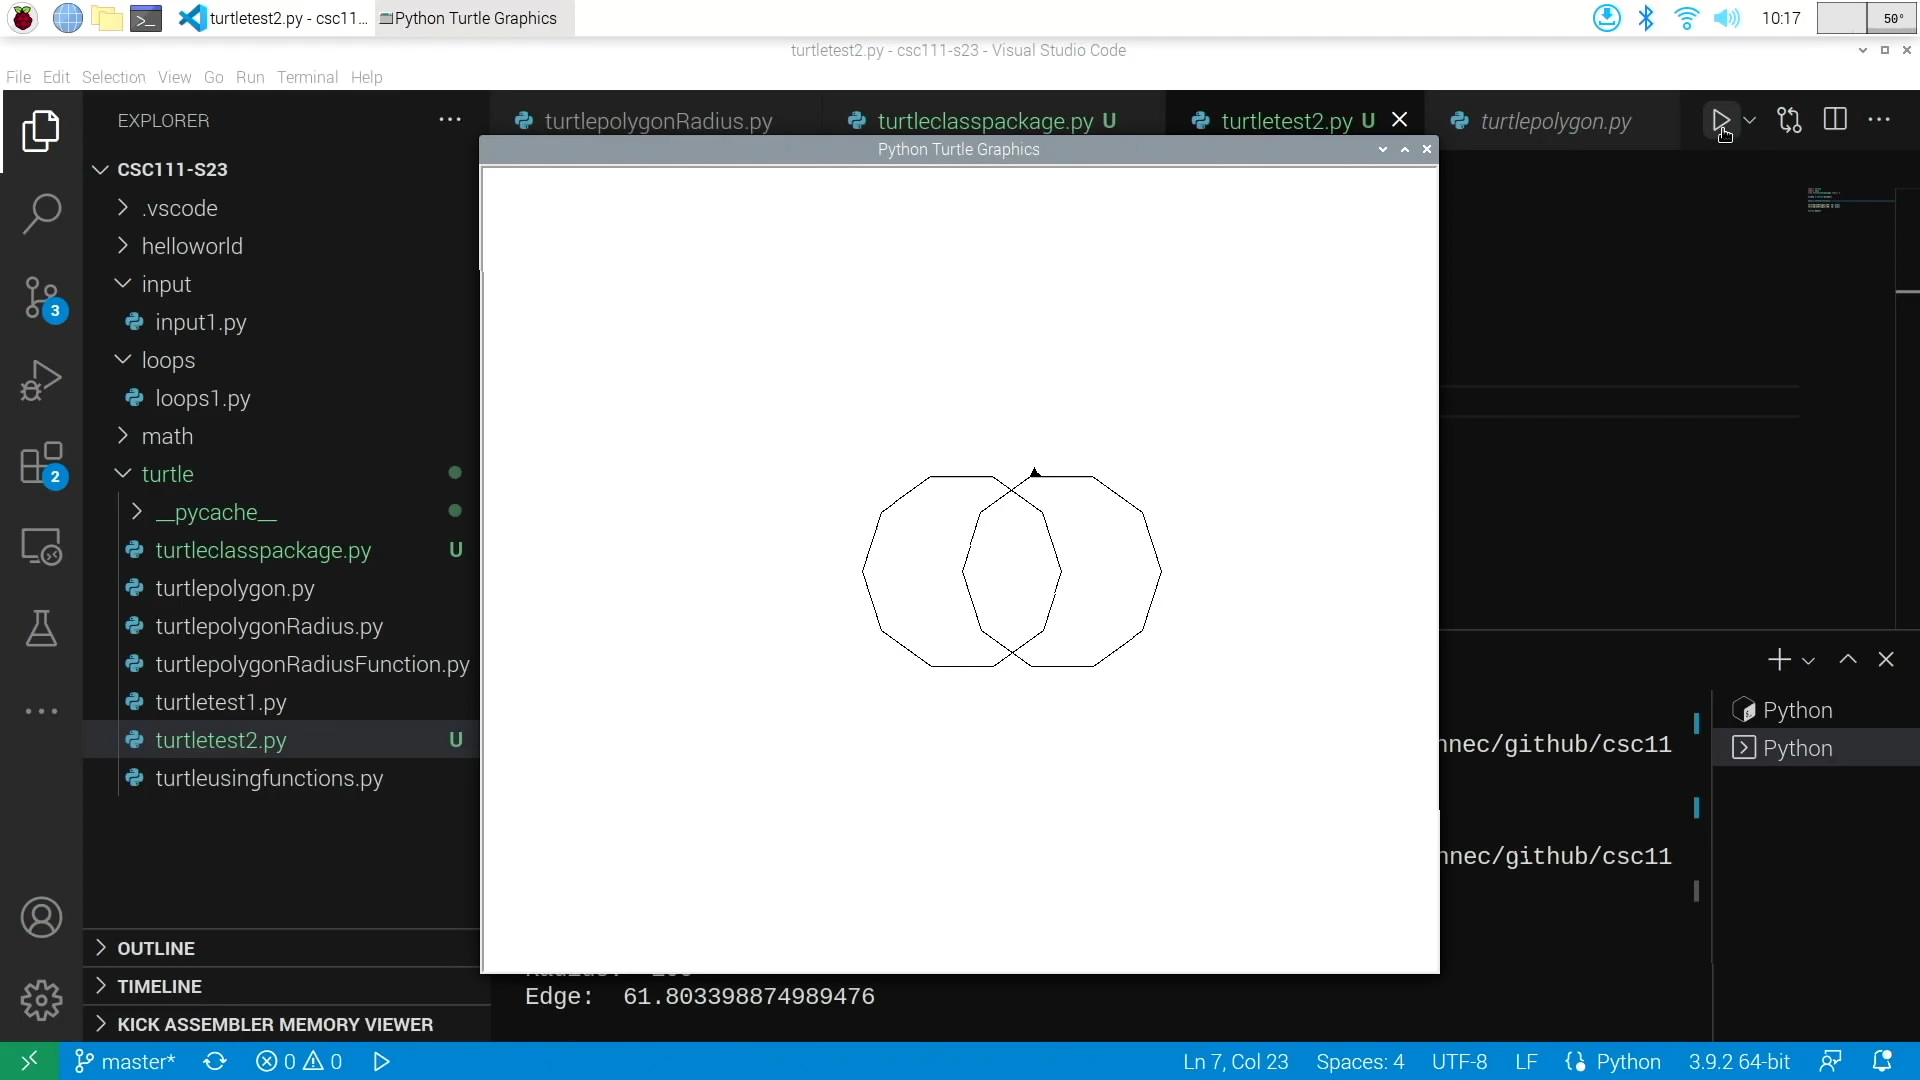 turtletest2.py - csc11...
Python Turtle Graphics
10:17
50°
turtletest2.py - csc111-s23 - Visual Studio Code
File Edit Selection View Go Run Terminal Help
EXPLORER
turtlepolygonRadius.py
turtleclasspackage.py U
turtletest2.py U
turtlepolygon.py
Python Turtle Graphics
CSC111-S23
.vscode
helloworld
input
input1.py
loops
loops1.py
math
turtle
__pycache__
turtleclasspackage.py U
turtlepolygon.py
turtlepolygonRadius.py
turtlepolygonRadiusFunction.py
turtletest1.py
turtletest2.py U
turtleusingfunctions.py
3
2
Python
Python
nnec/github/csc11
nnec/github/csc11
Edge: 61.803398874989476
OUTLINE
TIMELINE
KICK ASSEMBLER MEMORY VIEWER
master*
0 0
Ln 7, Col 23
Spaces: 4
UTF-8
LF
Python
3.9.2 64-bit